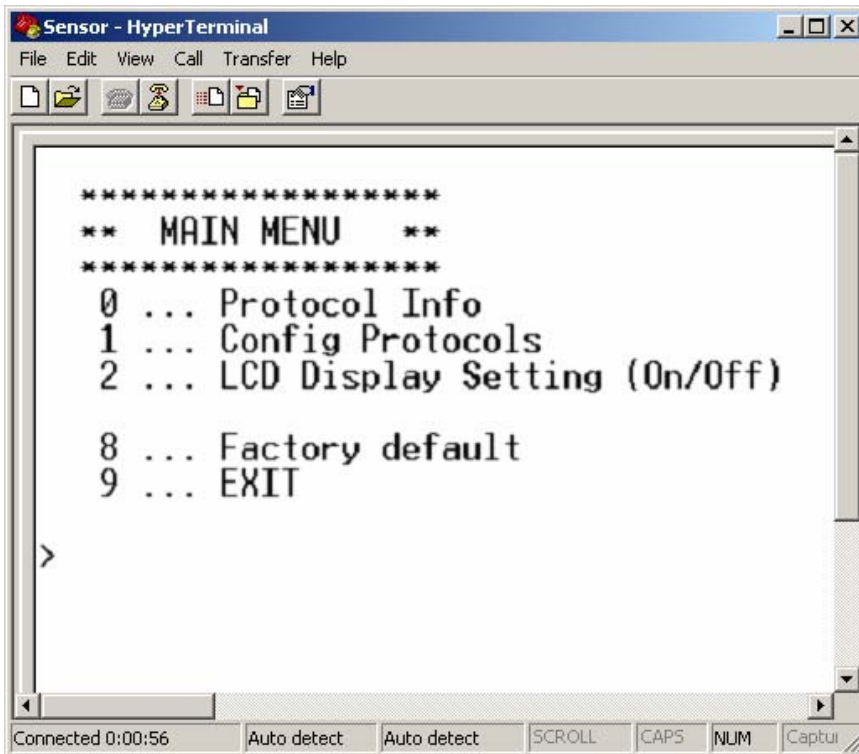 Sensor - HyperTerminal
File Edit View Call Transfer Help
******************
** MAIN MENU **
******************
0 ... Protocol Info
1 ... Config Protocols
2 ... LCD Display Setting (On/Off)
8 ... Factory default
9 ... EXIT
>
Connected 0:00:56 Auto detect Auto detect SCROLL CAPS NUM Captur